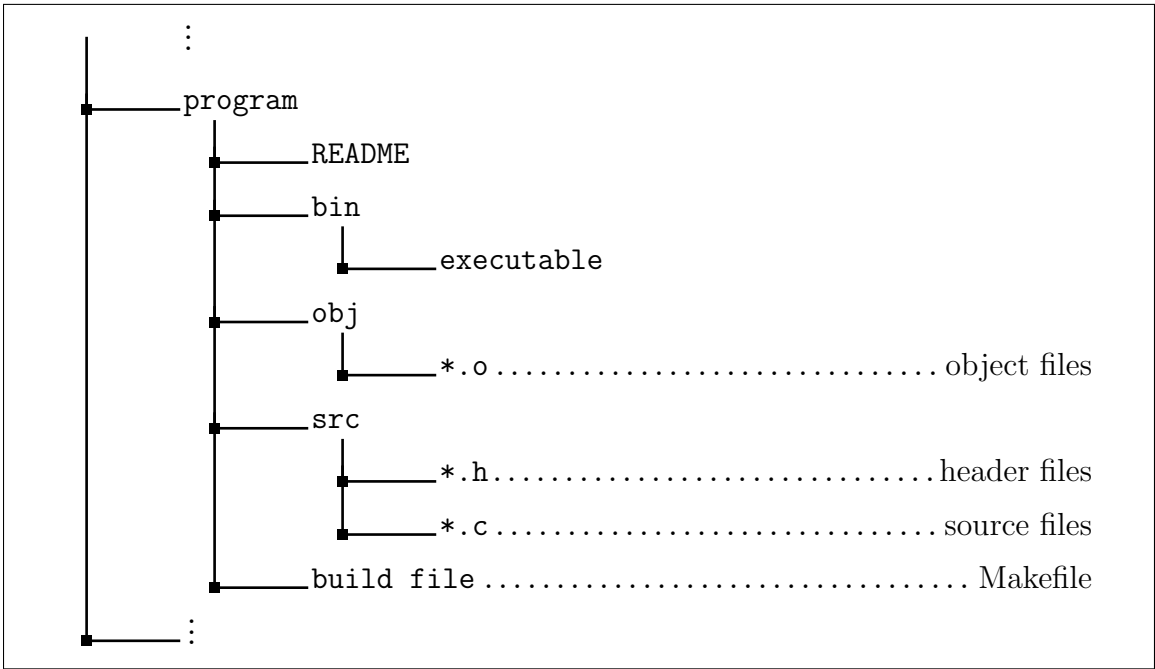 ⋮
program
README
bin
executable
obj
*.o .............................. object files
src
*.h .............................. header files
*.c .............................. source files
build file ................................. Makefile
⋮